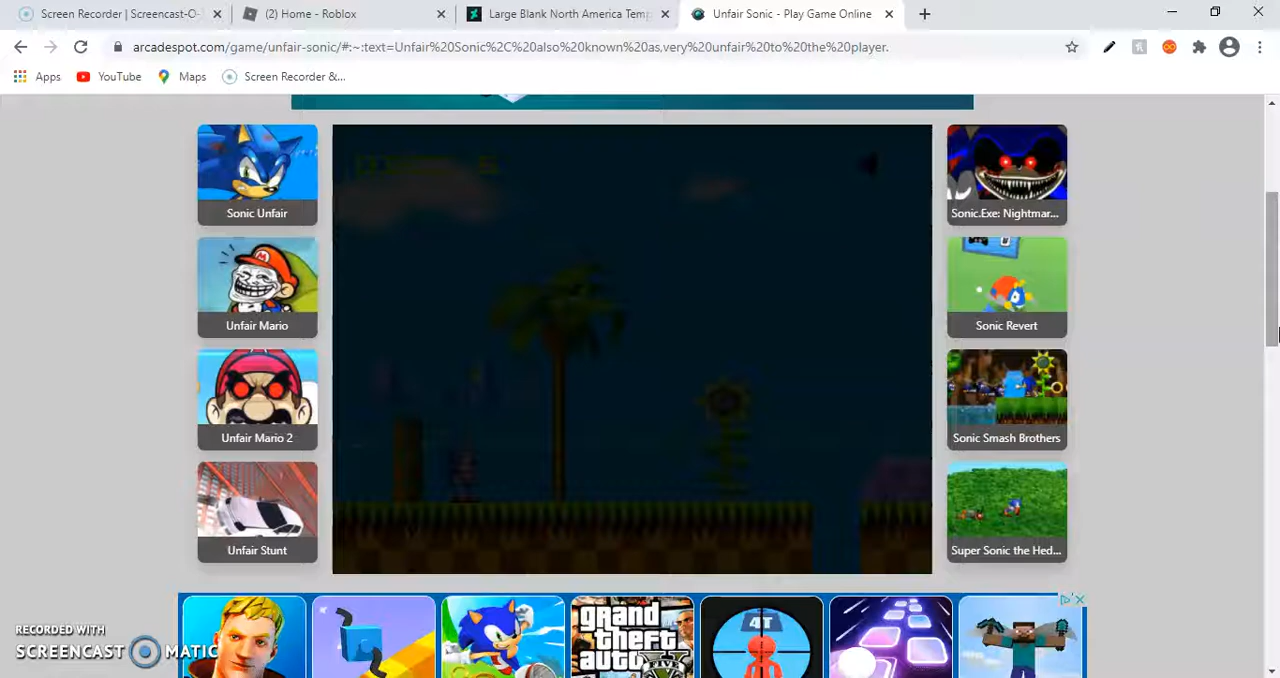 Screen Recorder | Screencast-O-
(2) Home - Roblox
Large Blank North America Temp
Unfair Sonic - Play Game Online
arcadespot.com/game/unfair-sonic/#:~:text=Unfair%20Sonic%2C%20also%20known%20as,very%20unfair%20to%20the%20player.
Apps
YouTube
Maps
Screen Recorder &...
Sonic Unfair
Sonic.Exe: Nightmar...
Unfair Mario
Sonic Revert
Unfair Mario 2
Sonic Smash Brothers
Unfair Stunt
Super Sonic the Hed...
grand
theft
auto
V
4T
RECORDED WITH
SCREENCAST MATIC